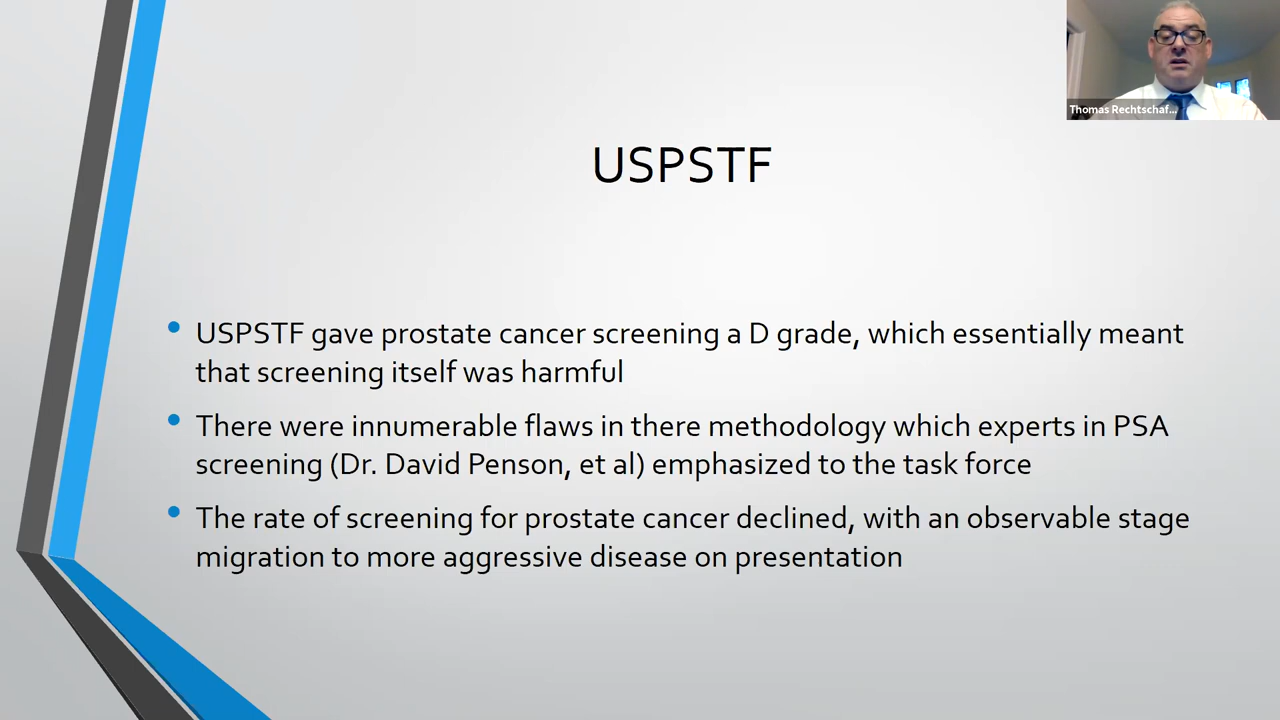 Thomas Rechtschaf...
USPSTF
• USPSTF gave prostate cancer screening a D grade, which essentially meant
that screening itself was harmful
• There were innumerable flaws in there methodology which experts in PSA
screening (Dr. David Penson, et al) emphasized to the task force
• The rate of screening for prostate cancer declined, with an observable stage
migration to more aggressive disease on presentation